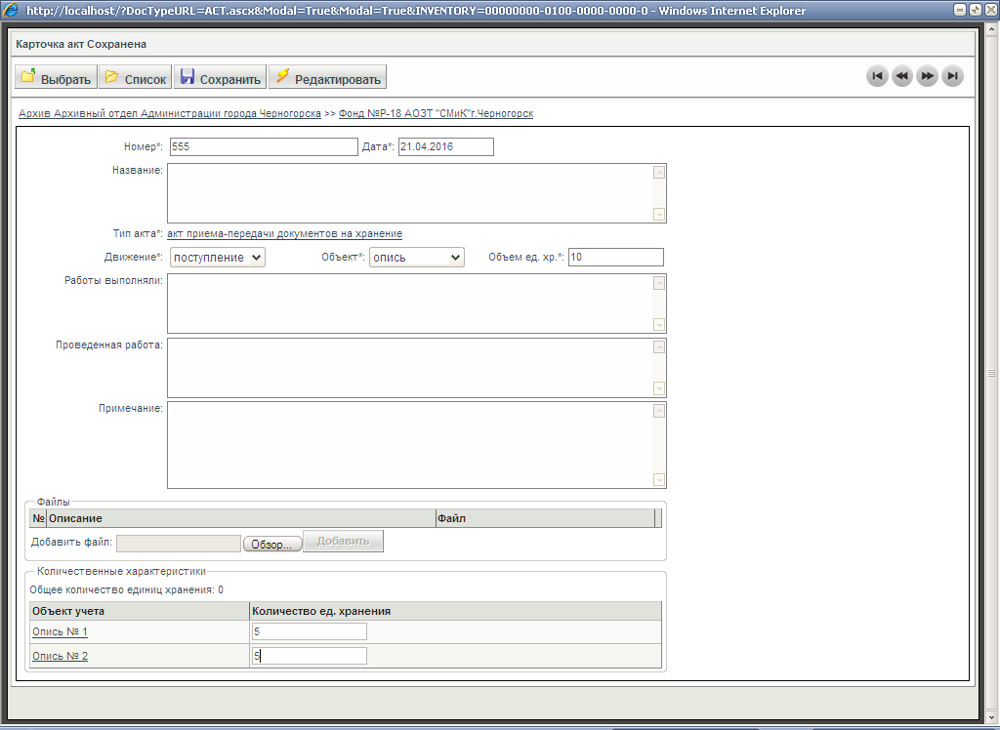 http://localhost/?DocTypeURL=ACT.ascx&Modal=True&Modal=True&INVENTORY=00000000-0100-0000-0000-0 - Windows Internet Explorer
Карточка акт Сохранена
Выбрать Список Сохранить Редактировать
Архив Архивный отдел Администрации города Черногорска >> Фонд №Р-18 АОЗТ "СМиК"г.Черногорск
Номер*: 555 Дата*: 21.04.2016
Название:
Тип акта*: акт приема-передачи документов на хранение
Движение*: поступление Объект*: опись Объем ед. хр.*: 10
Работы выполняли:
Проведенная работа:
Примечание:
Файлы
№ Описание Файл
Добавить файл: Обзор... Добавить
Количественные характеристики
Общее количество единиц хранения: 0
Объект учета Количество ед. хранения
Опись № 1 5
Опись № 2 5